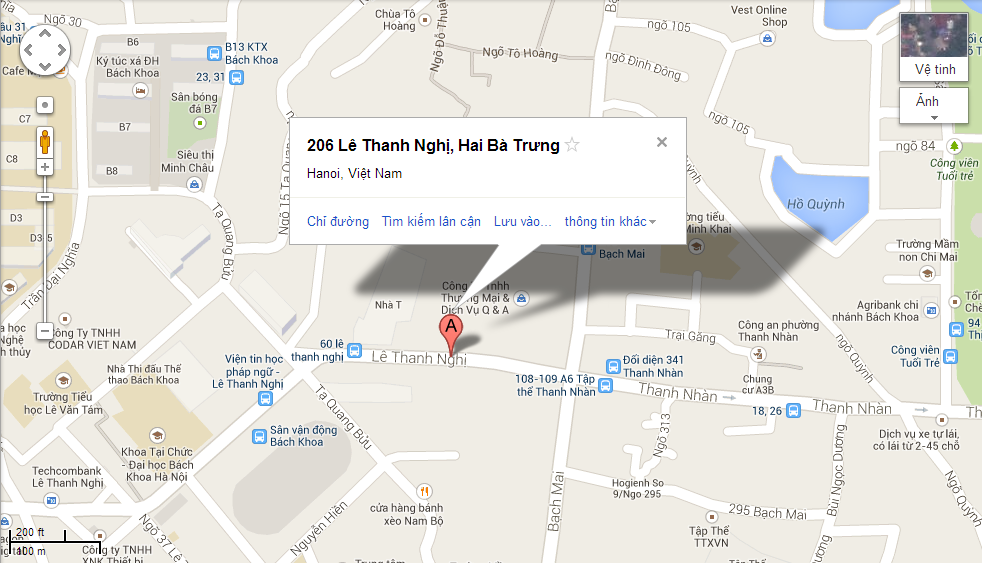 Ngõ 30
Chùa Tô
Hoàng
Ngõ Đô Thuậ
Vest Online
Shop
ngõ 105
Vệ tinh
Ảnh
B6
B13 KTX
Bách Khoa
Ký túc xá ĐH
Bách Khoa
23, 31
Ngõ Tô Hoàng
ngõ Đình Đông
Cafe M
Sân bóng
đá B7
C7
B7
ngõ 105
C8
Siêu thị
Minh Châu
B8
ngõ 84
Công viên
Tuổi trẻ
206 Lê Thanh Nghị, Hai Bà Trưng
Hanoi, Việt Nam
Chỉ đường
Tìm kiếm lân cận
Lưu vào...
thông tin khác
Ngõ 15 Tạ Qua
Tạ Quang Bửu
D3
D3-5
Trần Đại Nghĩa
Quỳnh
Hồ Quỳnh
ờng tiểu
Minh Khai
Bạch Mai
Trường Mầm
non Chí Mai
Công
Tnhh
Thương Mại &
Dịch Vụ Q & A
Nhà T
Agribank chi
nhánh Bách Khoa
Công ty TNHH
CODAR VIET NAM
60 lê
thanh nghị
Lê Thanh Nghị
Trại Găng
Công an phường
Thanh Nhàn
94
Công viên
Tuổi Trẻ
ngõ Quỳnh
Viện tin học
pháp ngữ -
Lê Thanh Nghị
Nhà Thi đấu Thể
thao Bách Khoa
Đối diện 341
Thanh Nhàn
108-109 A6 Tập
thể Thanh Nhàn
Chung
cư A3B
Thanh Nhàn
18, 26
Thanh Nhàn
Trường Tiểu
học Lê Văn Tám
Tạ Quang Bửu
Sân vận động
Bách Khoa
Ngõ 313
Bùi Ngọc Dương
Dịch vụ xe tự lái,
có lái từ 2-45 chỗ
Khoa Tại Chức
- Đại học Bách
Khoa Hà Nội
Techcombank
Lê Thanh Nghị
Bạch Mai
Hogienh So
9/Ngo 295
Ngõ Quỳnh
cửa hàng bánh
xèo Nam Bộ
Nguyễn Hiền
295 Bạch Mai
Tập Thể
TTXVN
Ngõ 37 Lê
200 ft
100 m
Công ty TNHH
XNK Thiết bị
A